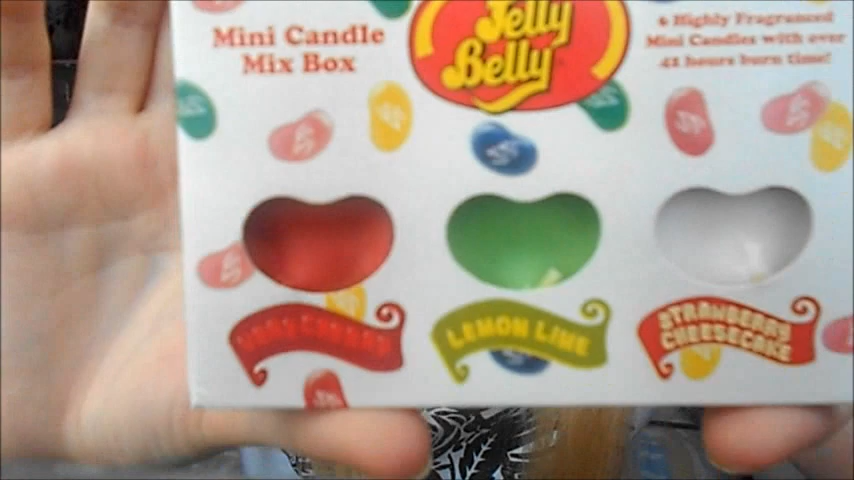 Mini Candle
Mix Box
Jelly
Belly
6 Highly Fragranced
Mini Candles with over
42 hours burn time!
LEMON LIME
STRAWBERRY
CHEESECAKE